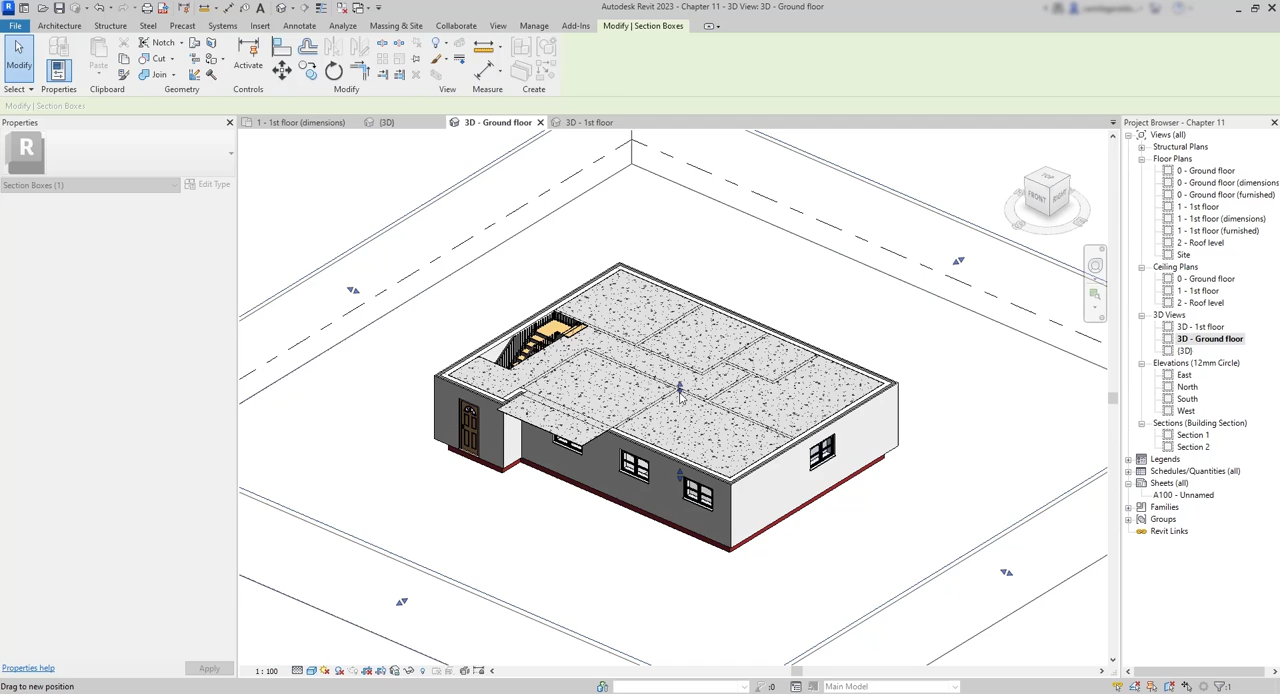 Autodesk Revit 2023 - Chapter 11 - 3D View: 3D - Ground floor
File Architecture Structure Steel Precast Systems Insert Annotate Analyze Massing & Site Collaborate View Manage Add-Ins Modify | Section Boxes
Modify Paste Notch Cut Join Activate
Select Properties Clipboard Geometry Controls Modify View Measure Create
Modify | Section Boxes
Properties
1 - 1st floor (dimensions) {3D} 3D - Ground floor 3D - 1st floor
R
Section Boxes (1) Edit Type
TOP
FRONT RIGHT
Project Browser - Chapter 11
Views (all)
Structural Plans
Floor Plans
0 - Ground floor
0 - Ground floor (dimensions
0 - Ground floor (furnished)
1 - 1st floor
1 - 1st floor (dimensions)
1 - 1st floor (furnished)
2 - Roof level
Site
Ceiling Plans
0 - Ground floor
1 - 1st floor
2 - Roof level
3D Views
3D - 1st floor
3D - Ground floor
{3D}
Elevations (12mm Circle)
East
North
South
West
Sections (Building Section)
Section 1
Section 2
Legends
Schedules/Quantities (all)
Sheets (all)
A100 - Unnamed
Families
Groups
Revit Links
Properties help Apply
1 : 100
Drag to new position :0 Main Model :1